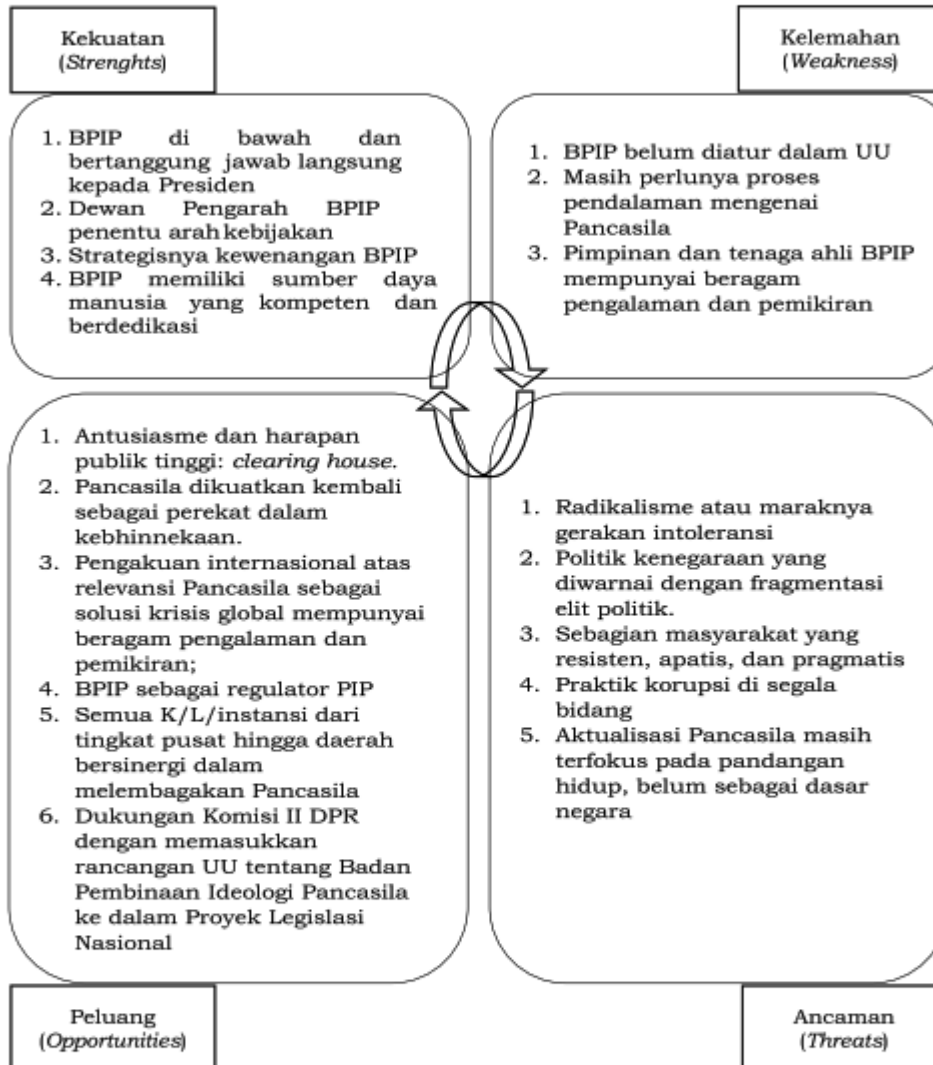 Kekuatan
(Strenghts)
Kelemahan
(Weakness)
1. BPIP di bawah dan
bertanggung jawab langsung
kepada Presiden
2. Dewan Pengarah BPIP
penentu arah kebijakan
3. Strategisnya kewenangan BPIP
4. BPIP memiliki sumber daya
manusia yang kompeten dan
berdedikasi
1. BPIP belum diatur dalam UU
2. Masih perlunya proses
pendalaman mengenai
Pancasila
3. Pimpinan dan tenaga ahli BPIP
mempunyai beragam
pengalaman dan pemikiran
1. Antusiasme dan harapan
publik tinggi: clearing house.
2. Pancasila dikuatkan kembali
sebagai perekat dalam
kebhinnekaan.
3. Pengakuan internasional atas
relevansi Pancasila sebagai
solusi krisis global mempunyai
beragam pengalaman dan
pemikiran;
4. BPIP sebagai regulator PIP
5. Semua K/L/instansi dari
tingkat pusat hingga daerah
bersinergi dalam
melembagakan Pancasila
6. Dukungan Komisi II DPR
dengan memasukkan
rancangan UU tentang Badan
Pembinaan Ideologi Pancasila
ke dalam Proyek Legislasi
Nasional
1. Radikalisme atau maraknya
gerakan intoleransi
2. Politik kenegaraan yang
diwarnai dengan fragmentasi
elit politik.
3. Sebagian masyarakat yang
resisten, apatis, dan pragmatis
4. Praktik korupsi di segala
bidang
5. Aktualisasi Pancasila masih
terfokus pada pandangan
hidup, belum sebagai dasar
negara
Peluang
(Opportunities)
Ancaman
(Threats)